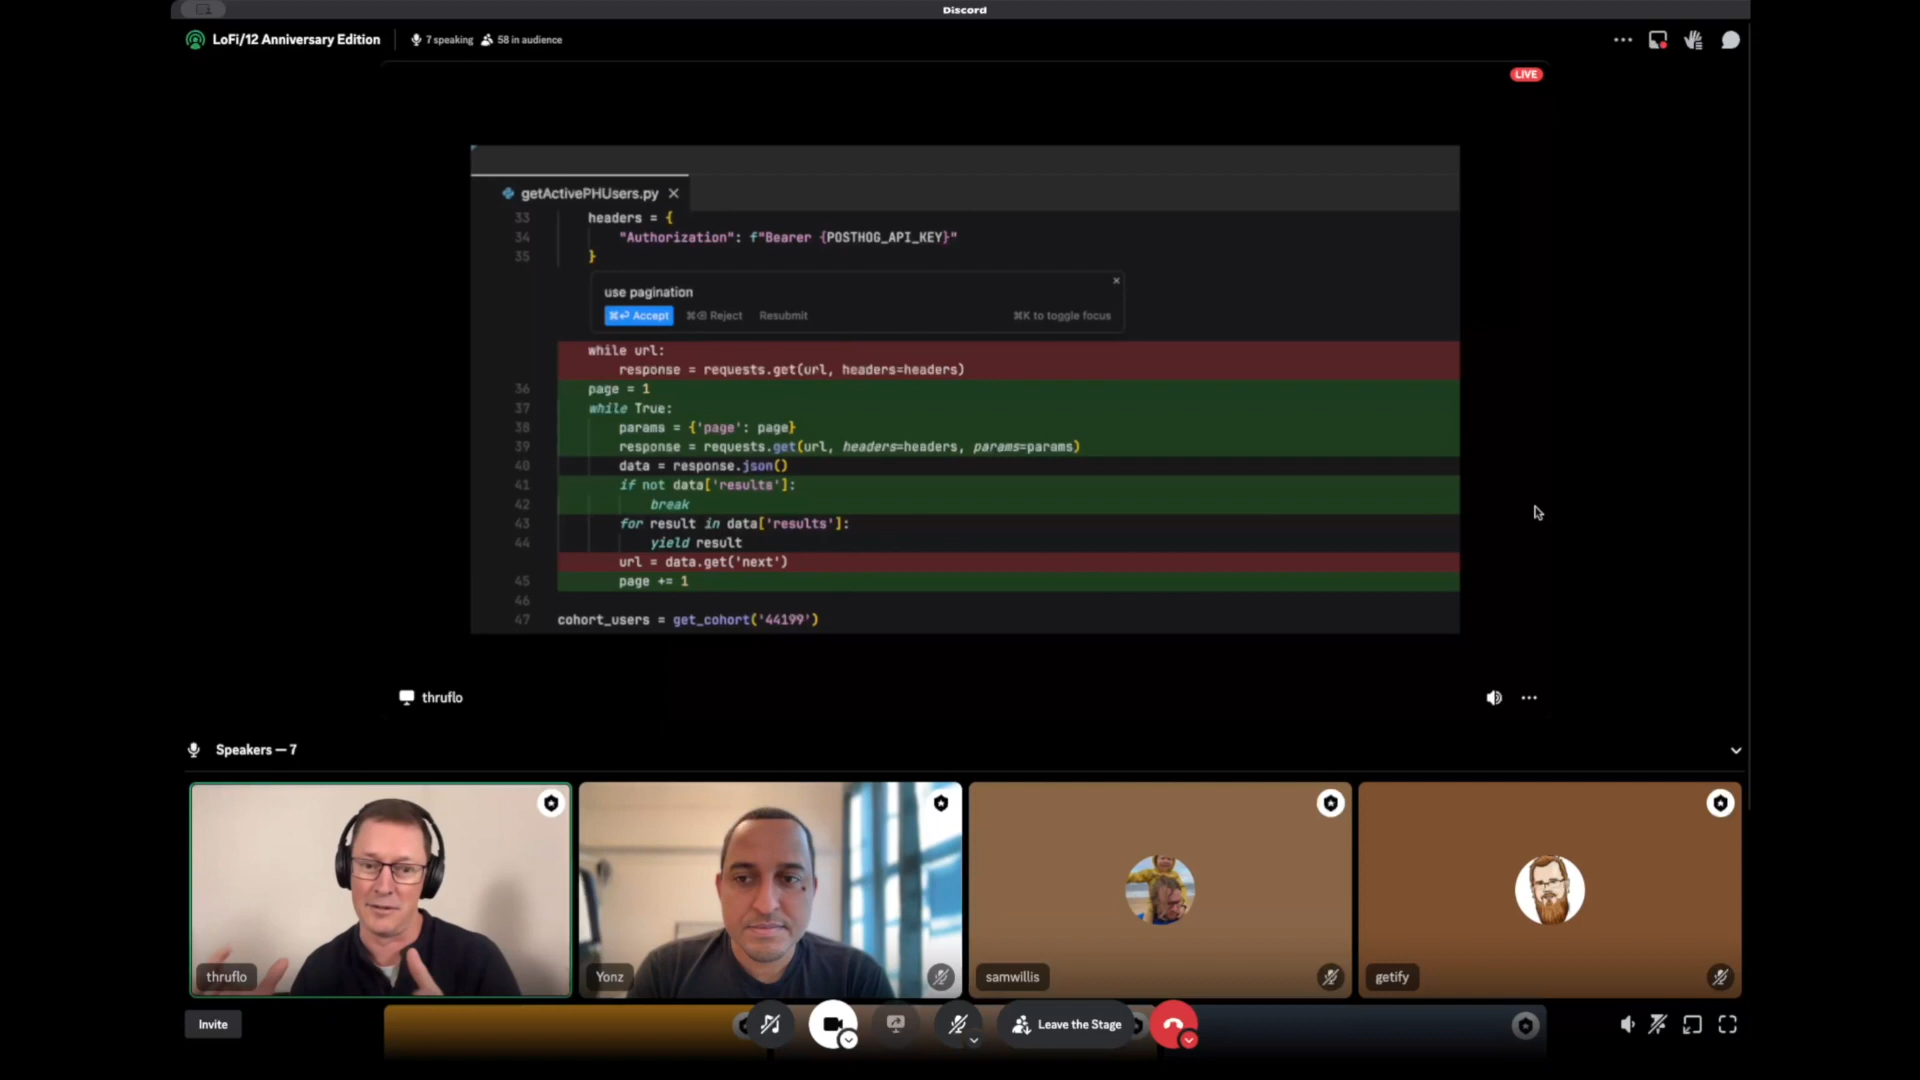 Discord
LoFi/12 Anniversary Edition
7 speaking
58 in audience
LIVE
getActivePHUsers.py
33 headers = {
34 "Authorization": f"Bearer {POSTHOG_API_KEY}"
35 }
use pagination
⌘⏎ Accept ⌘⌫ Reject Resubmit ⌘K to toggle focus
while url:
response = requests.get(url, headers=headers)
36 page = 1
37 while True:
38 params = {'page': page}
39 response = requests.get(url, headers=headers, params=params)
40 data = response.json()
41 if not data['results']:
42 break
43 for result in data['results']:
44 yield result
url = data.get('next')
45 page += 1
46
47 cohort_users = get_cohort('44199')
thruflo
Speakers — 7
thruflo
Yonz
samwillis
getify
Invite
Leave the Stage